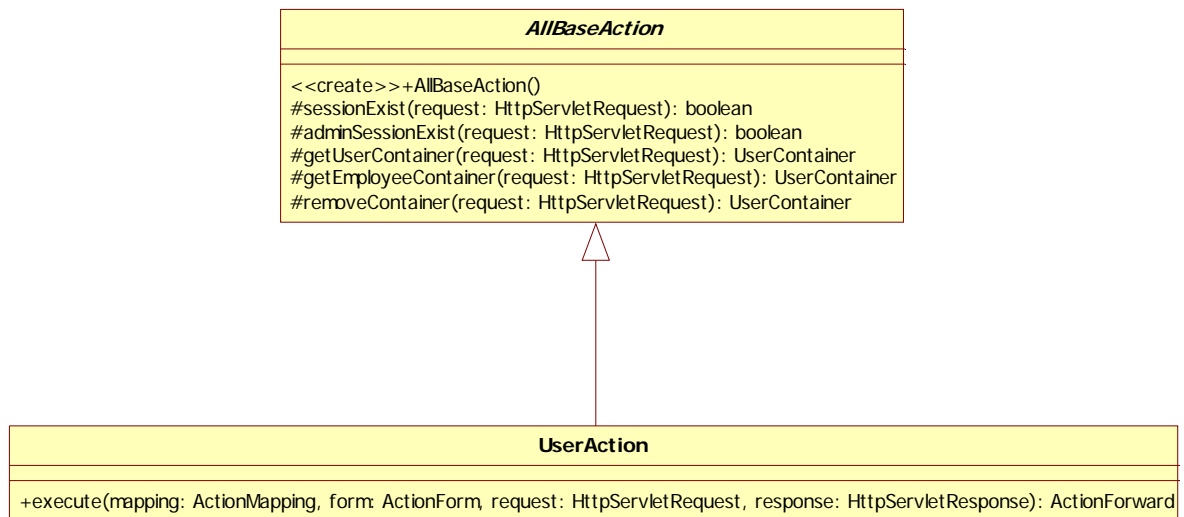 AllBaseAction
<<create>>+AllBaseAction()
#sessionExist(request: HttpServletRequest): boolean
#adminSessionExist(request: HttpServletRequest): boolean
#getUserContainer(request: HttpServletRequest): UserContainer
#getEmployeeContainer(request: HttpServletRequest): UserContainer
#removeContainer(request: HttpServletRequest): UserContainer
UserAction
+execute(mapping: ActionMapping, form: ActionForm, request: HttpServletRequest, response: HttpServletResponse): ActionForward